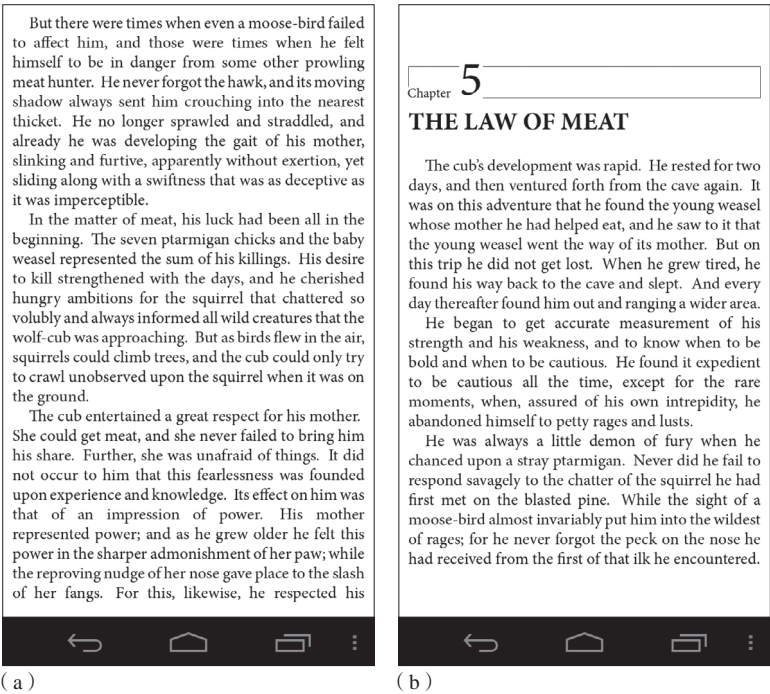 But there were times when even a moose-bird failed
to affect him, and those were times when he felt
himself to be in danger from some other prowling
meat hunter. He never forgot the hawk, and its moving
shadow always sent him crouching into the nearest
thicket. He no longer sprawled and straddled, and
already he was developing the gait of his mother,
slinking and furtive, apparently without exertion, yet
sliding along with a swiftness that was as deceptive as
it was imperceptible.
In the matter of meat, his luck had been all in the
beginning. The seven ptarmigan chicks and the baby
weasel represented the sum of his killings. His desire
to kill strengthened with the days, and he cherished
hungry ambitions for the squirrel that chattered so
volubly and always informed all wild creatures that the
wolf-cub was approaching. But as birds flew in the air,
squirrels could climb trees, and the cub could only try
to crawl unobserved upon the squirrel when it was on
the ground.
The cub entertained a great respect for his mother.
She could get meat, and she never failed to bring him
his share. Further, she was unafraid of things. It did
not occur to him that this fearlessness was founded
upon experience and knowledge. Its effect on him was
that of an impression of power. His mother
represented power; and as he grew older he felt this
power in the sharper admonishment of her paw; while
the reproving nudge of her nose gave place to the slash
of her fangs. For this, likewise, he respected his
(a)
Chapter 5
THE LAW OF MEAT
The cub's development was rapid. He rested for two
days, and then ventured forth from the cave again. It
was on this adventure that he found the young weasel
whose mother he had helped eat, and he saw to it that
the young weasel went the way of its mother. But on
this trip he did not get lost. When he grew tired, he
found his way back to the cave and slept. And every
day thereafter found him out and ranging a wider area.
He began to get accurate measurement of his
strength and his weakness, and to know when to be
bold and when to be cautious. He found it expedient
to be cautious all the time, except for the rare
moments, when, assured of his own intrepidity, he
abandoned himself to petty rages and lusts.
He was always a little demon of fury when he
chanced upon a stray ptarmigan. Never did he fail to
respond savagely to the chatter of the squirrel he had
first met on the blasted pine. While the sight of a
moose-bird almost invariably put him into the wildest
of rages; for he never forgot the peck on the nose he
had received from the first of that ilk he encountered.
(b)